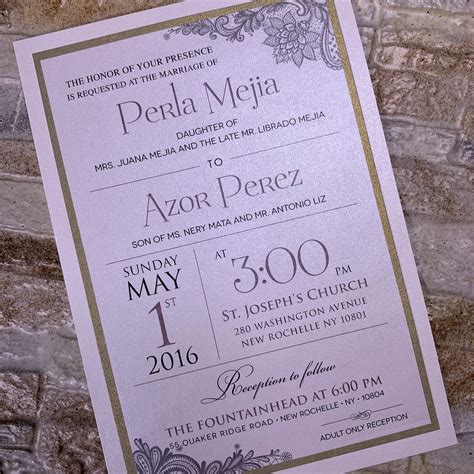 THE HONOR OF YOUR PRESENCE
IS REQUESTED AT THE MARRIAGE OF
Perla Mejia
DAUGHTER OF
MRS. JUANA MEJIA AND THE LATE MR. LIBRADO MEJIA
TO
Azor Perez
SON OF MS. NERY MATA AND MR. ANTONIO LIZ
SUNDAY
MAY
1ST
2016
AT
3:00
ST. JOSEPH'S CHURCH
280 WASHINGTON AVENUE
NEW ROCHELLE NY 10801
Reception to follow
THE FOUNTAINHEAD AT 6:00 PM
55 QUAKER RIDGE ROAD • NEW ROCHELLE • NY 10804
ADULT ONLY RECEPTION